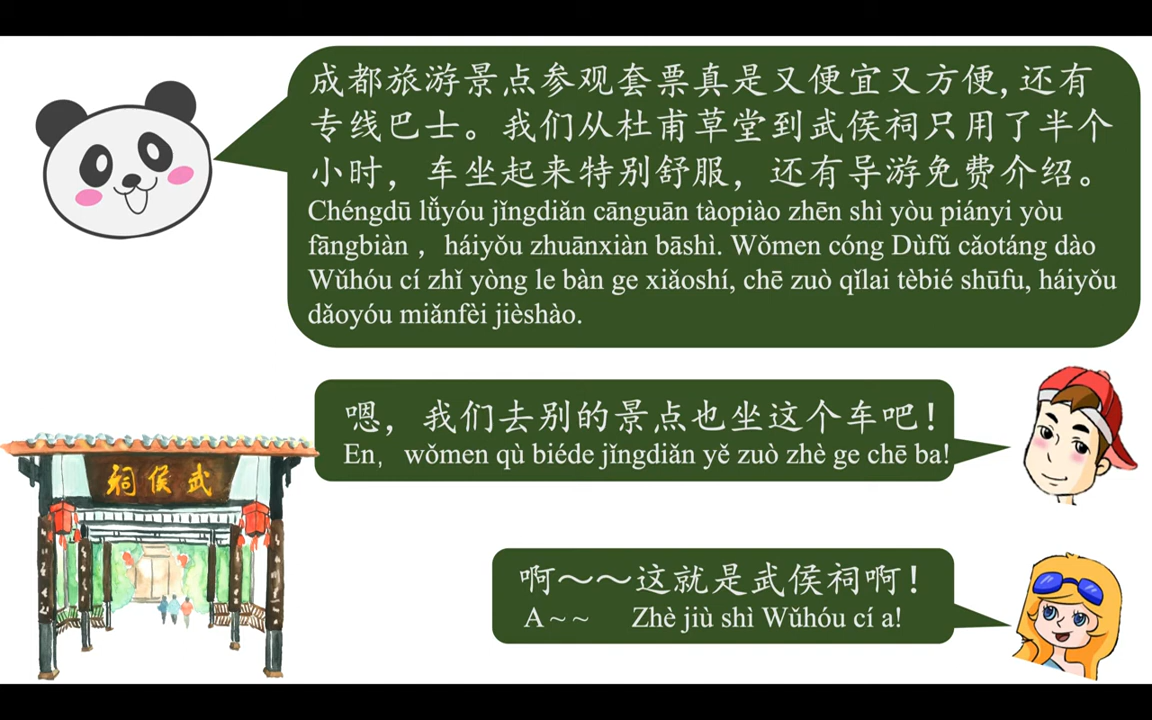 成都旅游景点参观套票真是又便宜又方便,还有
专线巴士。我们从杜甫草堂到武侯祠只用了半个
小时，车坐起来特别舒服，还有导游免费介绍。
Chéngdū lǚyóu jǐngdiǎn cānguān tàopiào zhēn shì yòu piányi yòu
fāngbiàn ，háiyǒu zhuānxiàn bāshì. Wǒmen cóng Dùfǔ cǎotáng dào
Wǔhóu cí zhǐ yòng le bàn ge xiǎoshí, chē zuò qǐlai tèbié shūfu, háiyǒu
dǎoyóu miǎnfèi jièshào.
嗯，我们去别的景点也坐这个车吧！
En，wǒmen qù biéde jǐngdiǎn yě zuò zhè ge chē ba!
祠侯武
啊～～这就是武侯祠啊！
A ~ ~ Zhè jiù shì Wǔhóu cí a!